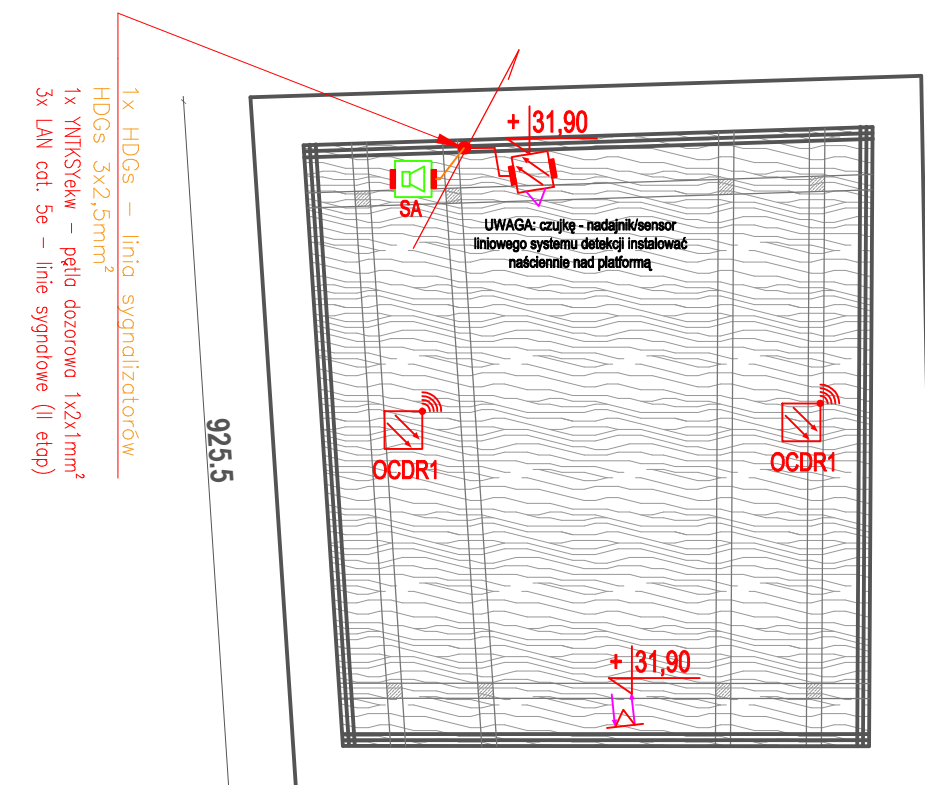 1x HDGs – linia sygnalizatorów
HDGs 3x2,5mm²
1x YNTKSYekw – pętla dozorowa 1x2x1mm²
3x LAN cat. 5e – linie sygnałowe (II etap)
925.5
+ 31,90
SA
UWAGA: czujkę - nadajnik/sensor
liniowego systemu detekcji instalować
naściennie nad platformą
OCDR1
OCDR1
+ 31,90